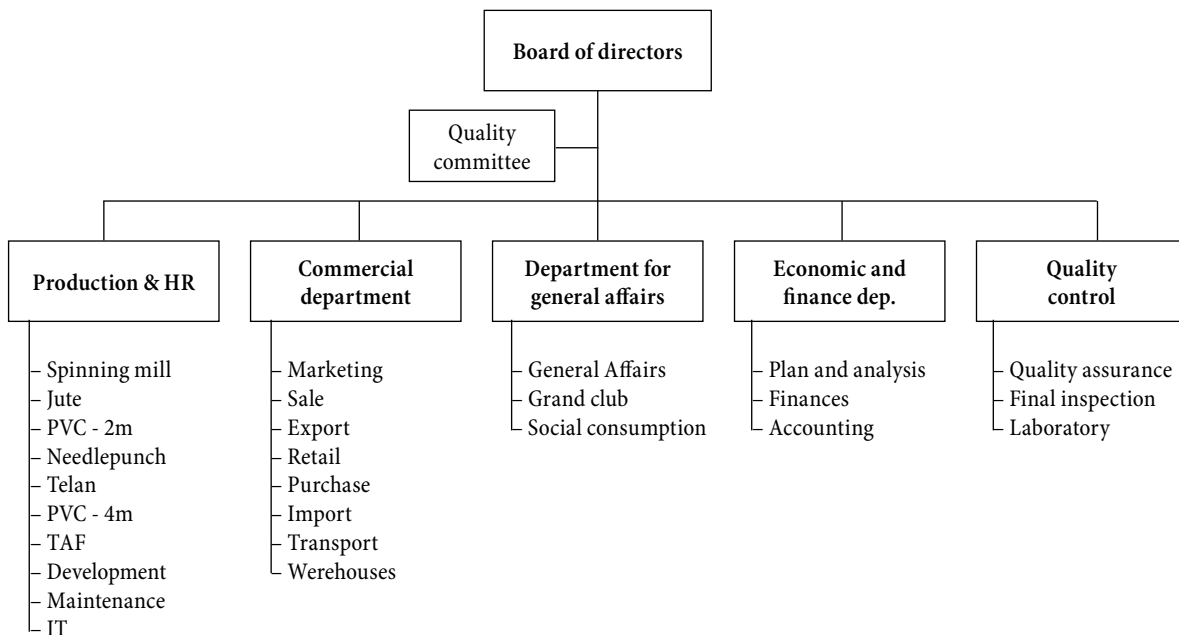 Board of directors
Quality
committee
Production & HR
Commercial
department
Department for
general affairs
Economic and
finance dep.
Quality
control
– Spinning mill
– Jute
– PVC - 2m
– Needlepunch
– Telan
– PVC - 4m
– TAF
– Development
– Maintenance
– IT
– Marketing
– Sale
– Export
– Retail
– Purchase
– Import
– Transport
– Werehouses
– General Affairs
– Grand club
– Social consumption
– Plan and analysis
– Finances
– Accounting
– Quality assurance
– Final inspection
– Laboratory